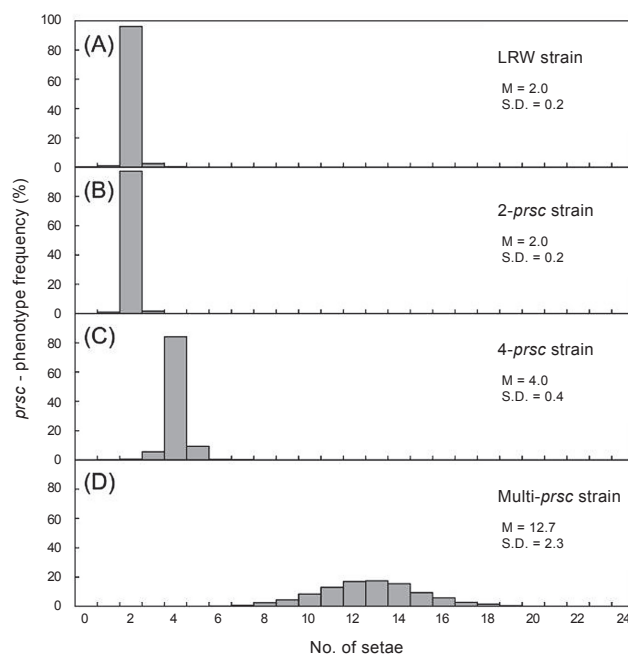 100
(A)
LRW strain
80
M = 2.0
S.D. = 0.2
60
40
20
0
(B)
80
2-prsc strain
M = 2.0
60
S.D. = 0.2
40
20
0
(C)
80
4-prsc strain
M = 4.0
60
S.D. = 0.4
40
20
0
(D)
80
Multi-prsc strain
M = 12.7
60
S.D. = 2.3
40
20
0
prsc - phenotype frequency (%)
0 2 4 6 8 10 12 14 16 18 20 22 24
No. of setae